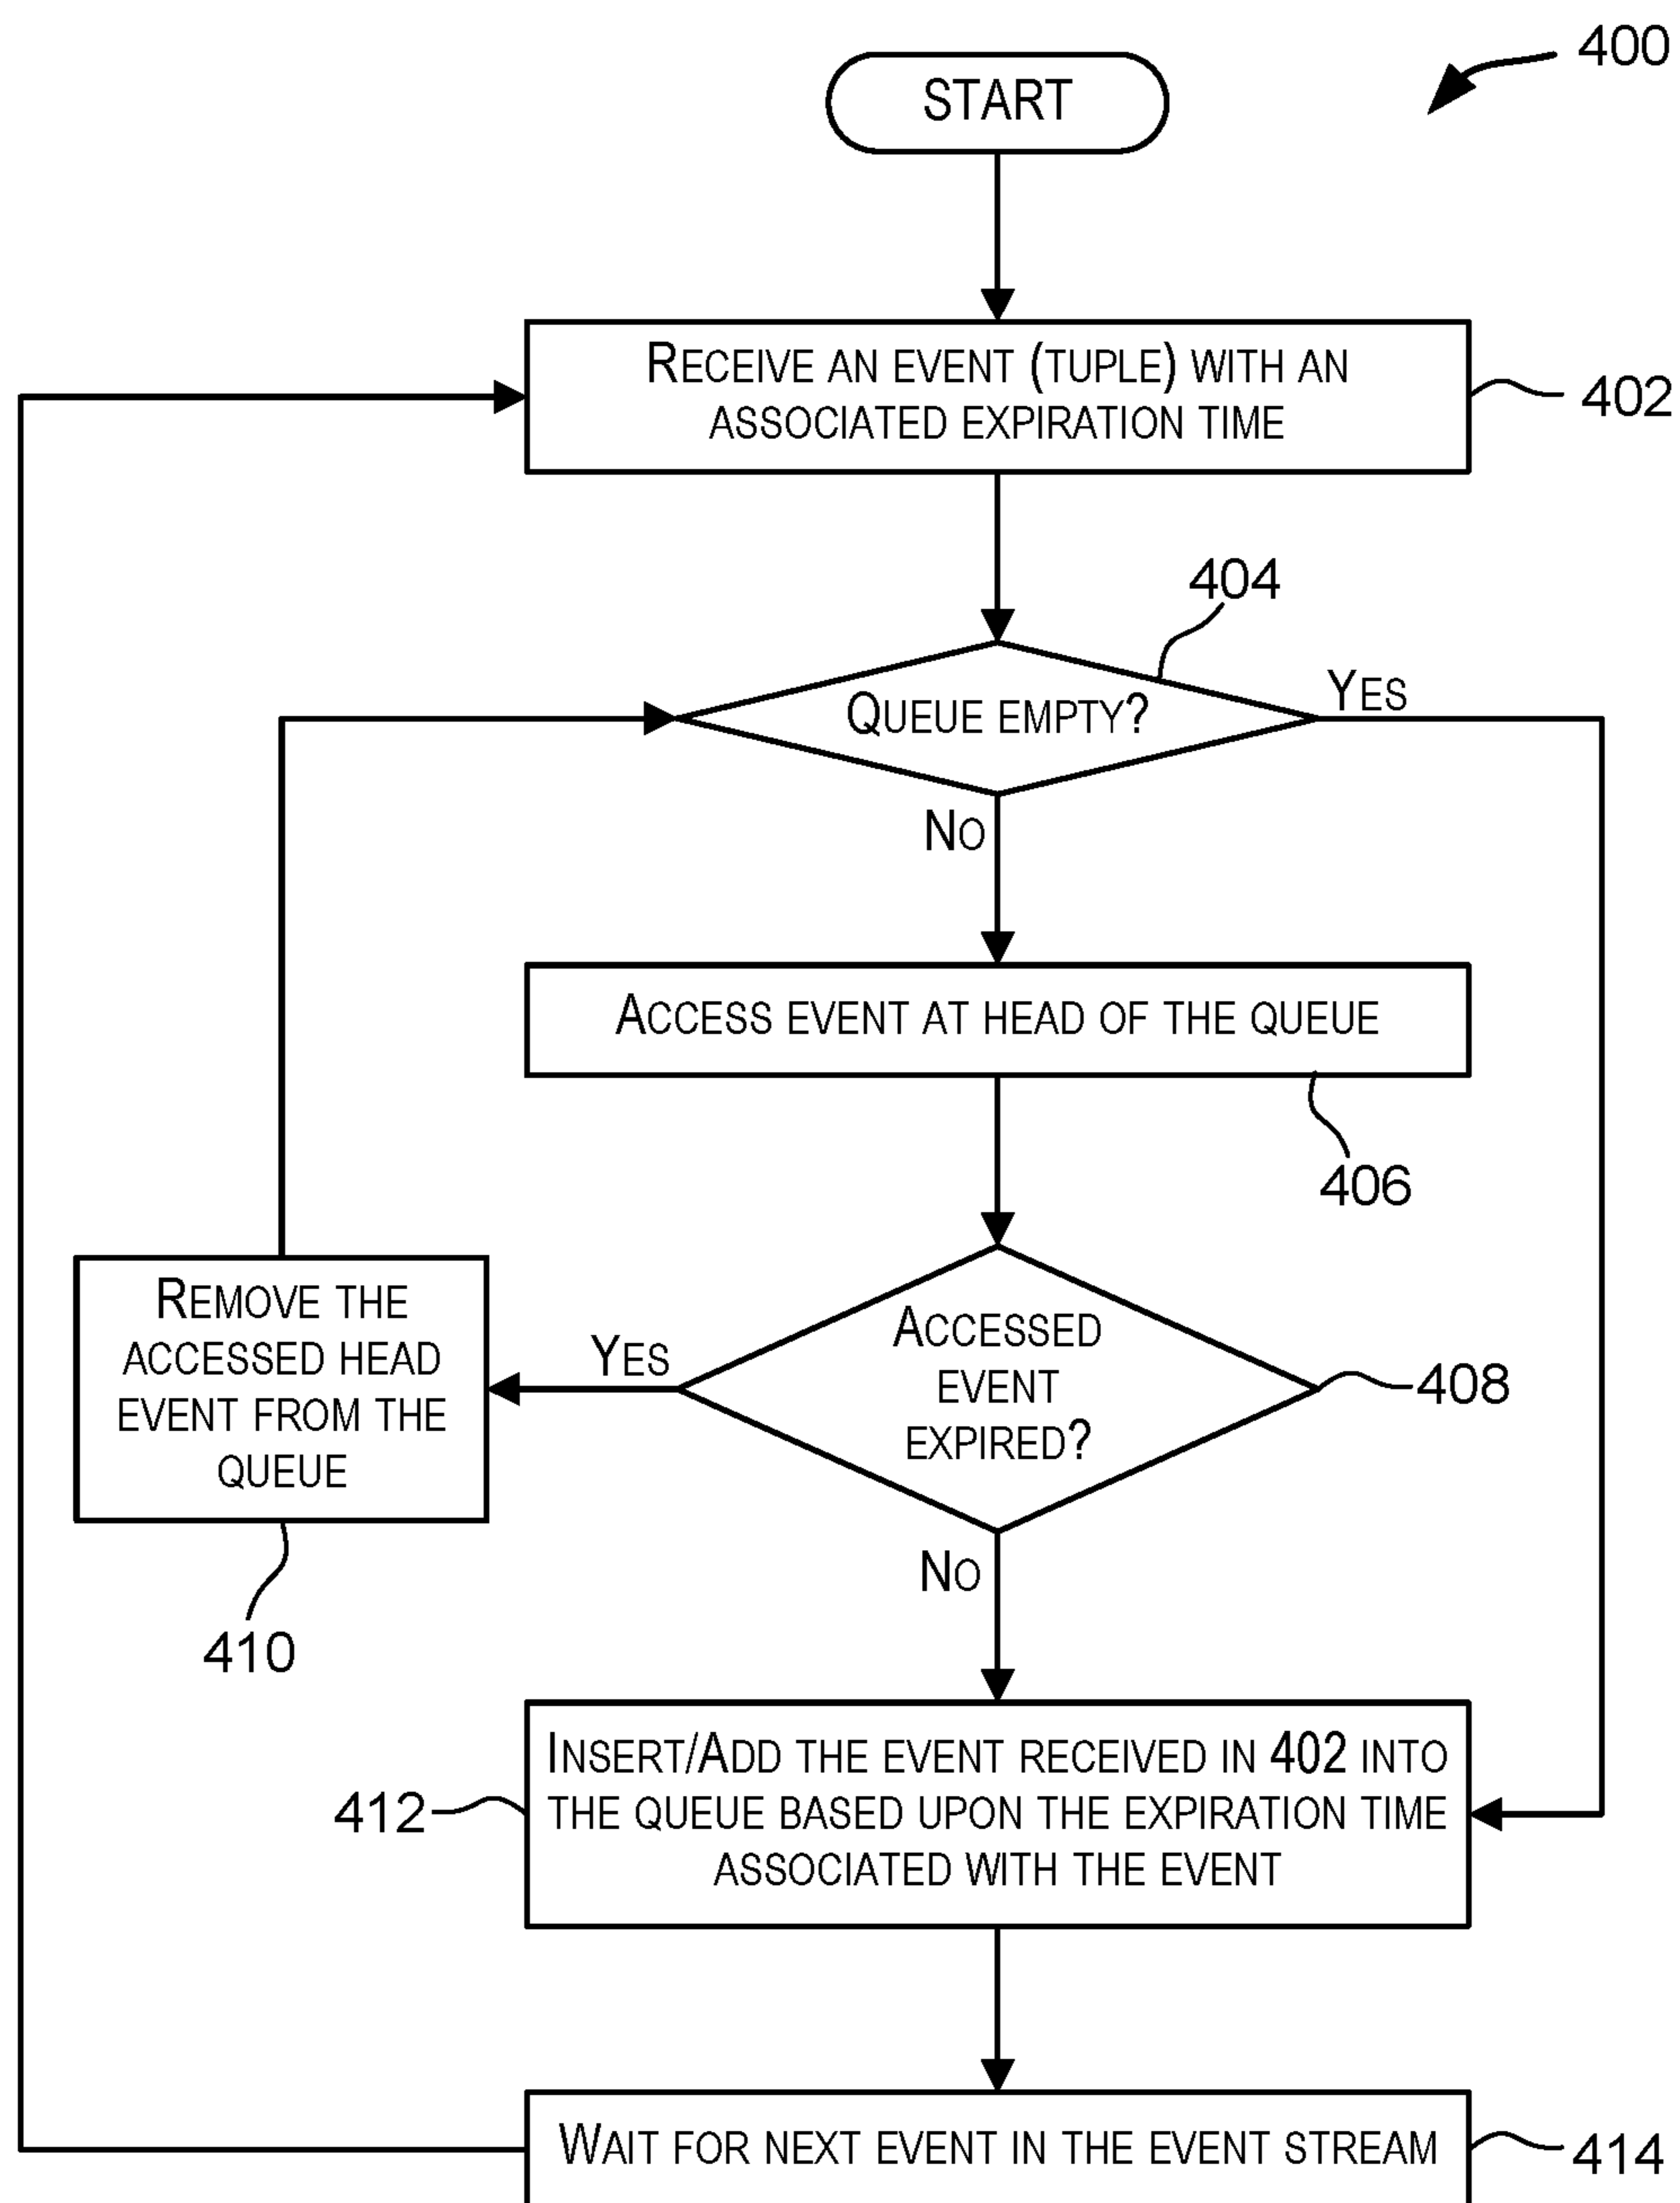 400
START
RECEIVE AN EVENT (TUPLE) WITH AN
ASSOCIATED EXPIRATION TIME
402
404
QUEUE EMPTY?
YES
NO
ACCESS EVENT AT HEAD OF THE QUEUE
406
REMOVE THE
ACCESSED HEAD
EVENT FROM THE
QUEUE
410
YES
ACCESSED
EVENT
EXPIRED?
408
NO
412
INSERT/ADD THE EVENT RECEIVED IN 402 INTO
THE QUEUE BASED UPON THE EXPIRATION TIME
ASSOCIATED WITH THE EVENT
WAIT FOR NEXT EVENT IN THE EVENT STREAM
414